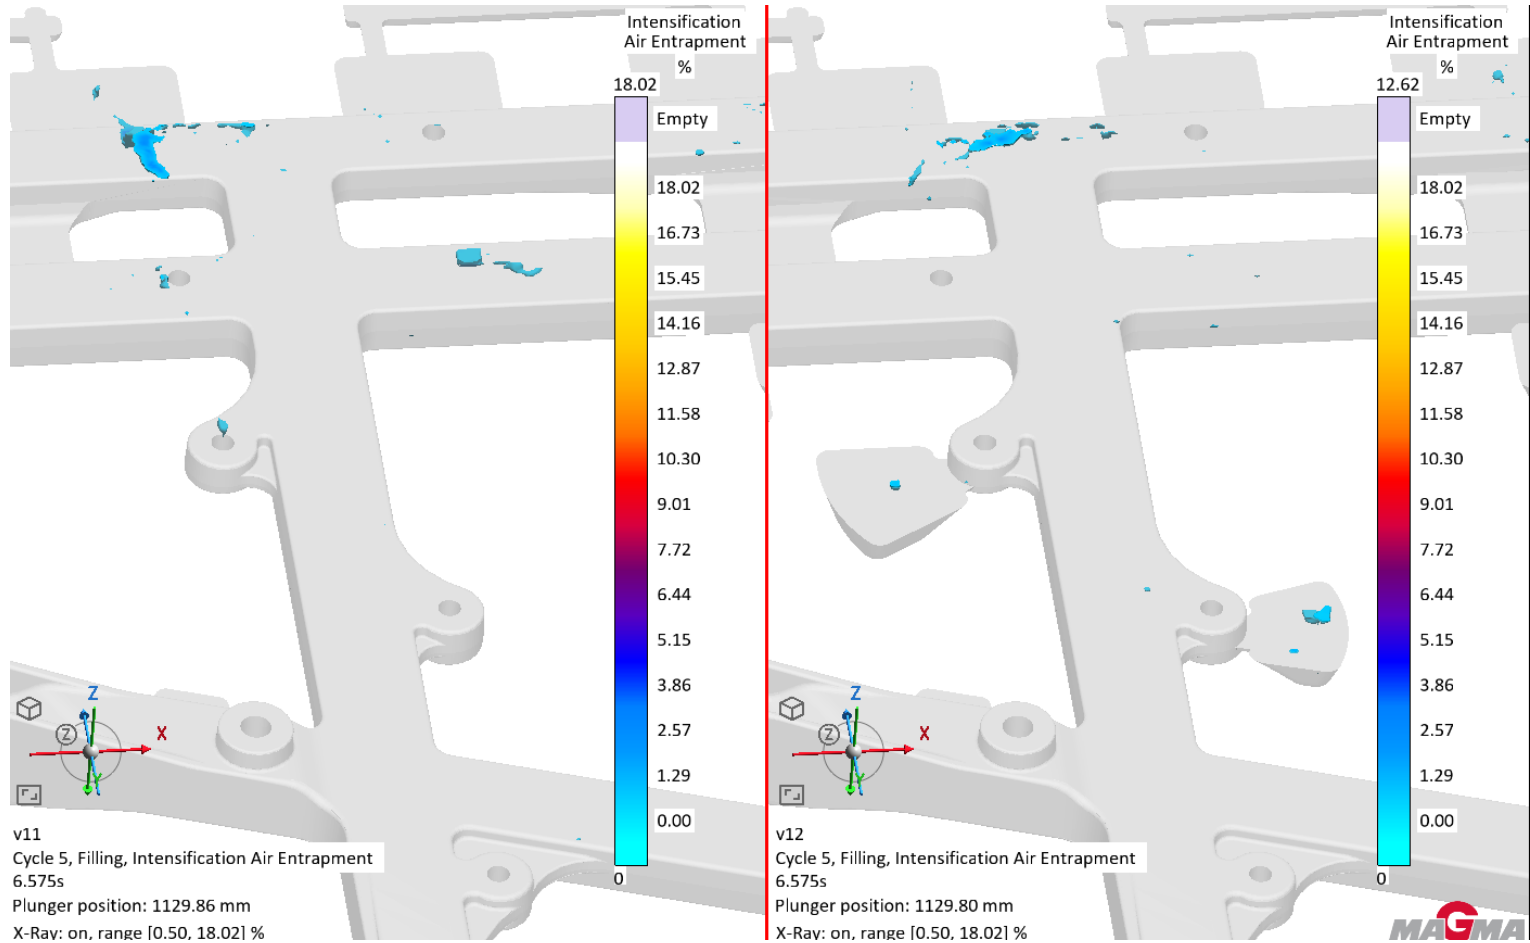 Intensification
Air Entrapment
%
18.02
Empty
18.02
16.73
15.45
14.16
12.87
11.58
10.30
9.01
7.72
6.44
5.15
3.86
2.57
1.29
0.00
0
Z
X
Y
Z
v11
Cycle 5, Filling, Intensification Air Entrapment
6.575s
Plunger position: 1129.86 mm
X-Ray: on, range [0.50, 18.02] %
Intensification
Air Entrapment
%
12.62
Empty
18.02
16.73
15.45
14.16
12.87
11.58
10.30
9.01
7.72
6.44
5.15
3.86
2.57
1.29
0.00
0
Z
X
Y
Z
v12
Cycle 5, Filling, Intensification Air Entrapment
6.575s
Plunger position: 1129.80 mm
X-Ray: on, range [0.50, 18.02] %
MAGMA